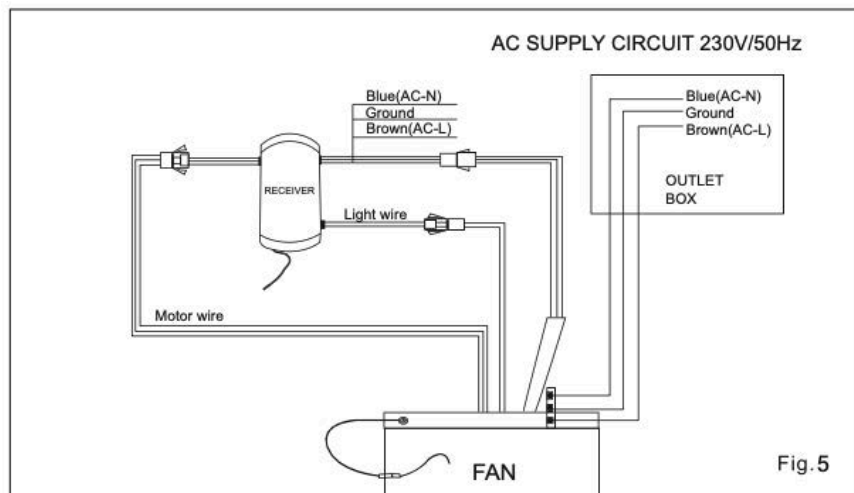 AC SUPPLY CIRCUIT 230V/50Hz
Blue(AC-N)
Ground
Brown(AC-L)
Blue(AC-N)
Ground
Brown(AC-L)
OUTLET
BOX
RECEIVER
Light wire
Motor wire
FAN
Fig.5